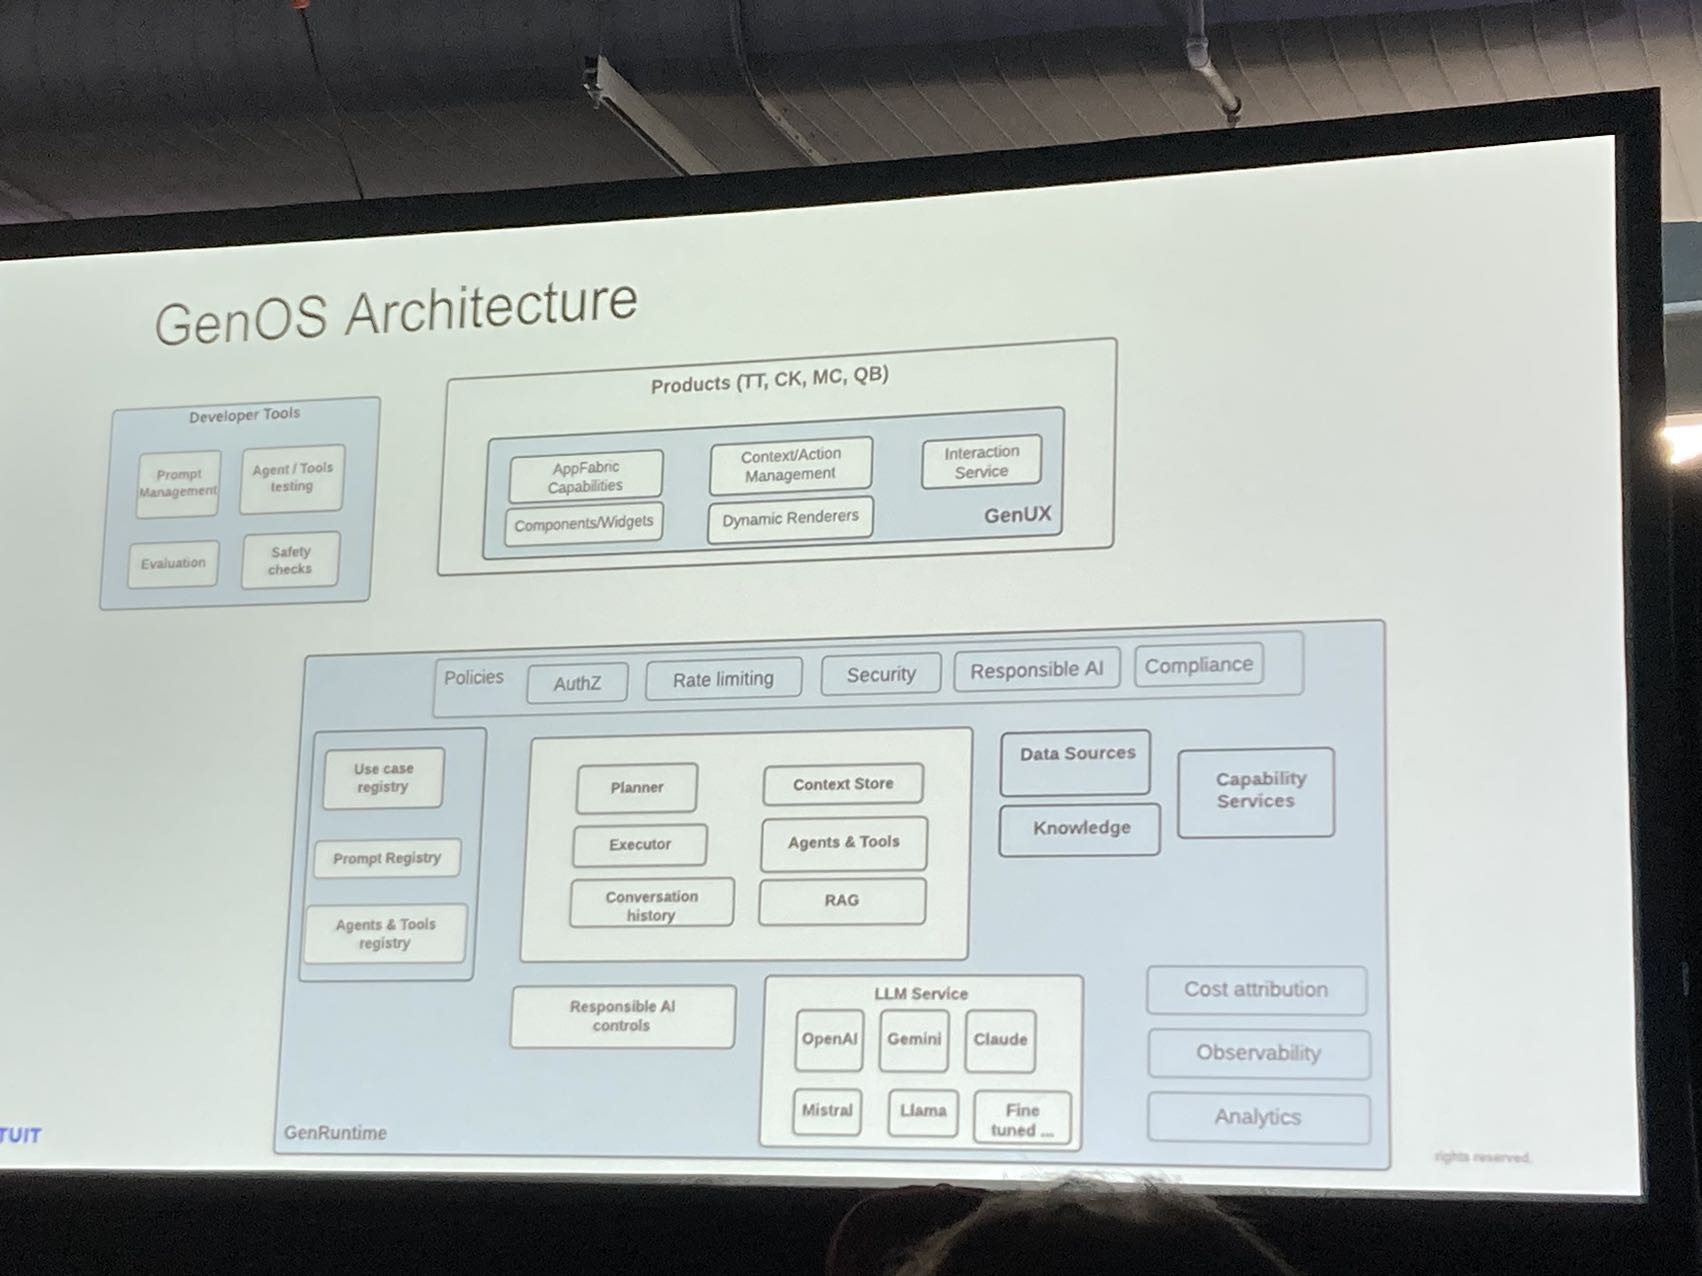 GenOS Architecture
Developer Tools
Prompt
Management
Agent / Tools
testing
Evaluation
Safety
checks
Products (TT, CK, MC, QB)
AppFabric
Capabilities
Context/Action
Management
Interaction
Service
Components/Widgets
Dynamic Renderers
GenUX
Policies
AuthZ
Rate limiting
Security
Responsible AI
Compliance
Use case
registry
Prompt Registry
Agents & Tools
registry
Planner
Context Store
Executor
Agents & Tools
Conversation
history
RAG
Data Sources
Knowledge
Capability
Services
Responsible AI
controls
LLM Service
OpenAI
Gemini
Claude
Mistral
Llama
Fine
tuned ...
Cost attribution
Observability
Analytics
GenRuntime
TUIT
rights reserved.